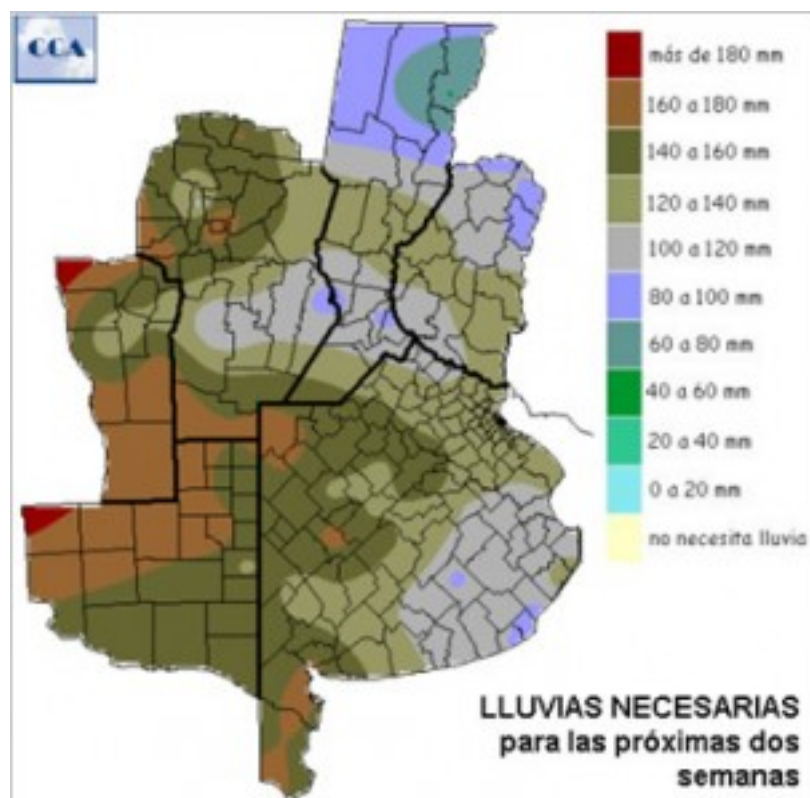 CCA
más de 180 mm
160 a 180 mm
140 a 160 mm
120 a 140 mm
100 a 120 mm
80 a 100 mm
60 a 80 mm
40 a 60 mm
20 a 40 mm
0 a 20 mm
no necesita lluvia
LLUVIAS NECESARIAS
para las próximas dos
semanas